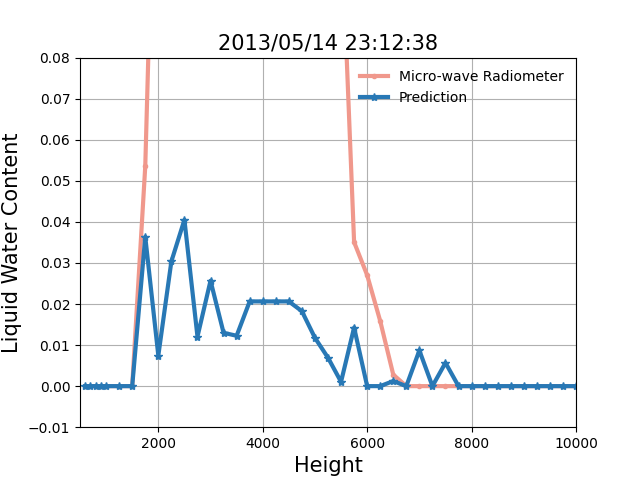 2013/05/14 23:12:38
0.08
0.07
0.06
0.05
0.04
0.03
0.02
0.01
0.00
−0.01
Liquid Water Content
Micro-wave Radiometer
Prediction
2000 4000 6000 8000 10000
Height